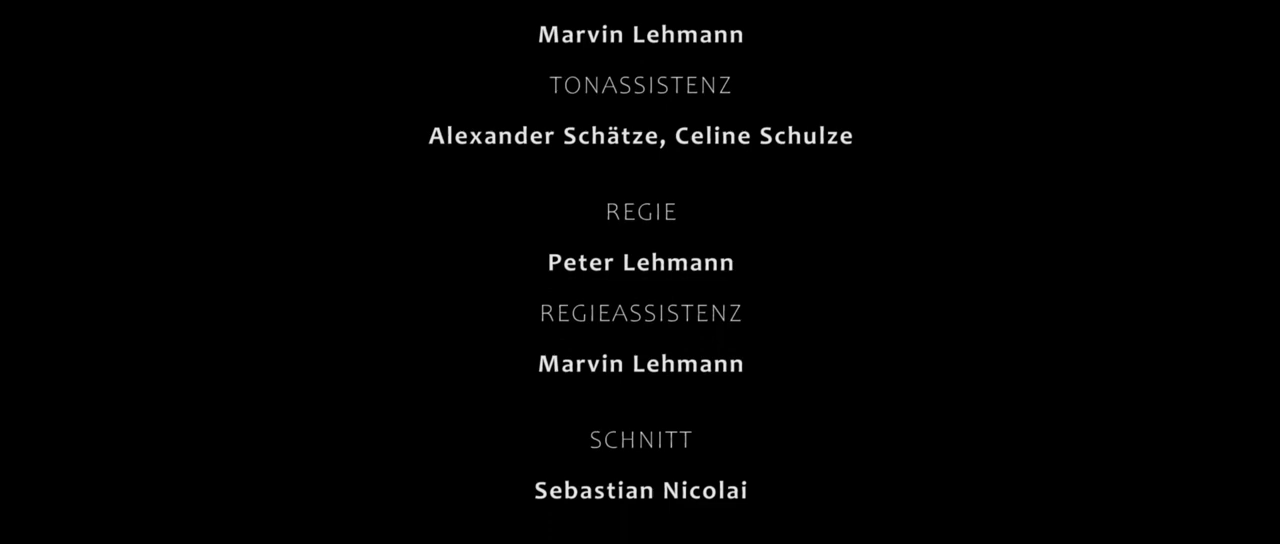 Marvin Lehmann
TONASSISTENZ
Alexander Schätze, Celine Schulze
REGIE
Peter Lehmann
REGIEASSISTENZ
Marvin Lehmann
SCHNITT
Sebastian Nicolai